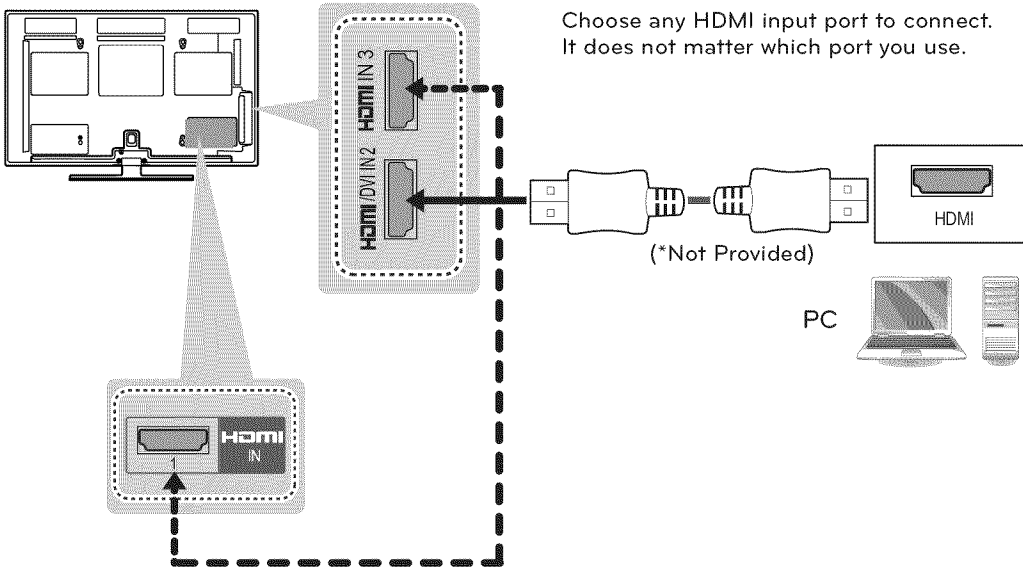 Choose any HDMI input port to connect.
It does not matter which port you use.
HDMI IN 3
HDMI/DVI IN 2
HDMI
(*Not Provided)
PC
1
HDMI
IN